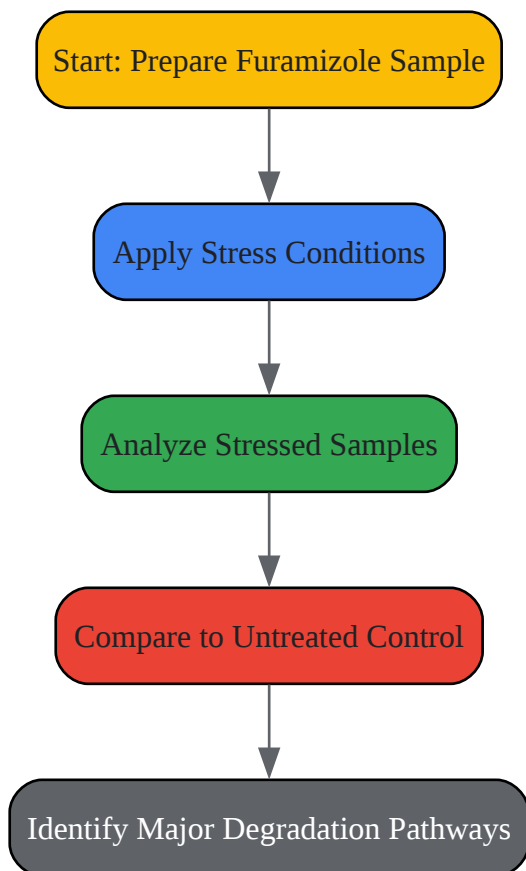 Start: Prepare Furamizole Sample
Apply Stress Conditions
Analyze Stressed Samples
Compare to Untreated Control
Identify Major Degradation Pathways